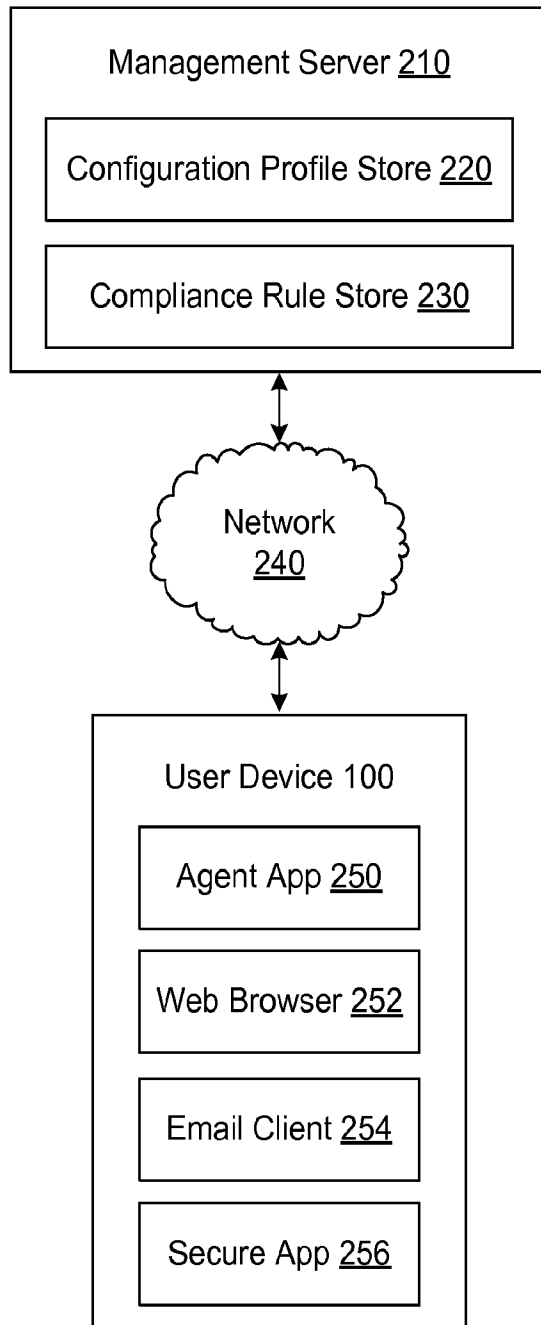 Management Server 210
Configuration Profile Store 220
Compliance Rule Store 230
Network
240
User Device 100
Agent App 250
Web Browser 252
Email Client 254
Secure App 256